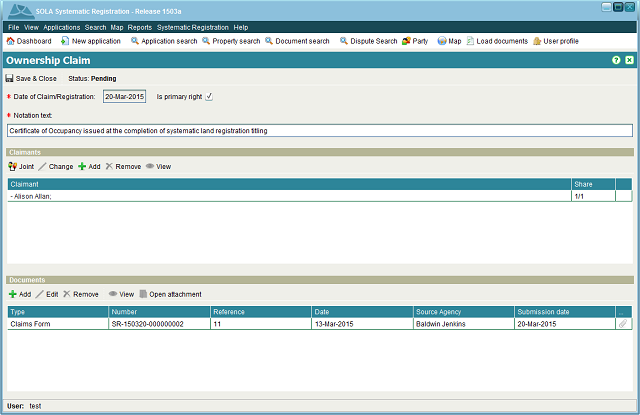 SOLA Systematic Registration - Release 1503a
File View Applications Search Map Reports Systematic Registration Help
Dashboard New application Application search Property search Document search Dispute Search Party Map Load documents User profile
Ownership Claim
Save & Close Status: Pending
* Date of Claim/Registration: 20-Mar-2015 Is primary right
* Notation text:
Certificate of Occupancy issued at the completion of systematic land registration titling
Claimants
Joint Change Add Remove View
Claimant Share
- Alison Allan; 1/1
Documents
Add Edit Remove View Open attachment
Type Number Reference Date Source Agency Submission date ...
Claims Form SR-150320-000000002 11 13-Mar-2015 Baldwin Jenkins 20-Mar-2015
User: test